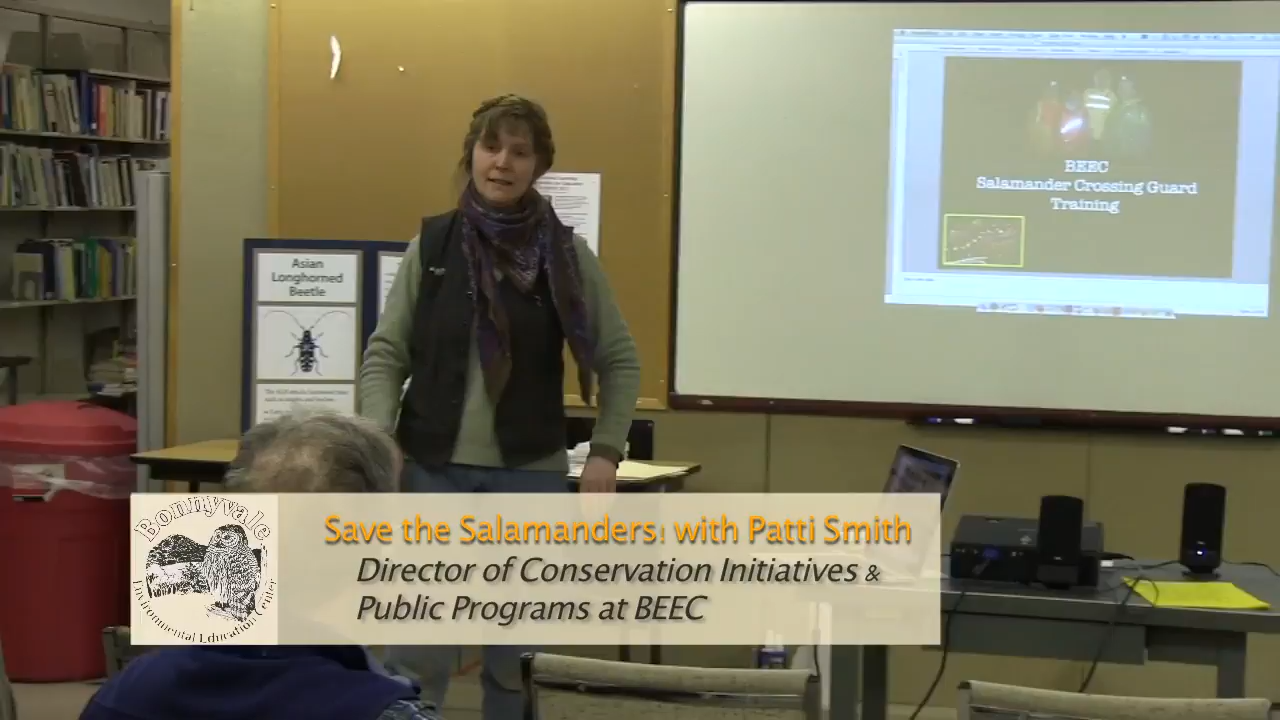 BEEC
Salamander Crossing Guard
Training
Asian
Longhorned
Beetle
Bonnyvale
Environmental Education Center
Save the Salamanders! with Patti Smith
Director of Conservation Initiatives &
Public Programs at BEEC